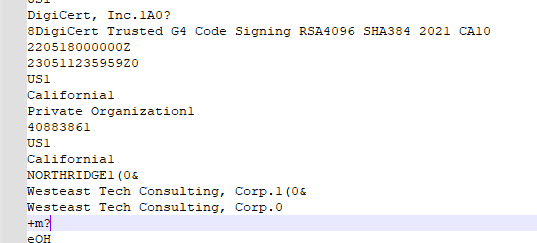 US1
DigiCert, Inc.1A0?
8DigiCert Trusted G4 Code Signing RSA4096 SHA384 2021 CA10
220518000000Z
230511235959Z0
US1
California1
Private Organization1
40883861
US1
California1
NORTHRIDGE1(0&
Westeast Tech Consulting, Corp.1(0&
Westeast Tech Consulting, Corp.0
+m?
eOH